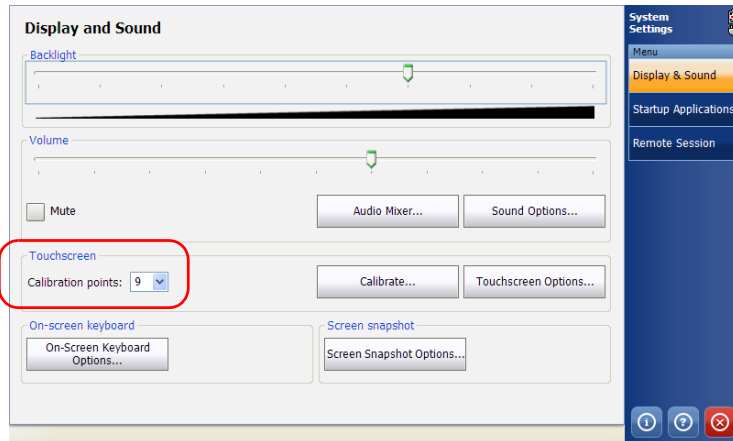 Display and Sound
Backlight
Volume
Mute
Audio Mixer...
Sound Options...
Touchscreen
Calibration points: 9
Calibrate...
Touchscreen Options...
On-screen keyboard
On-Screen Keyboard
Options...
Screen snapshot
Screen Snapshot Options...
System
Settings
Menu
Display & Sound
Startup Applications
Remote Session